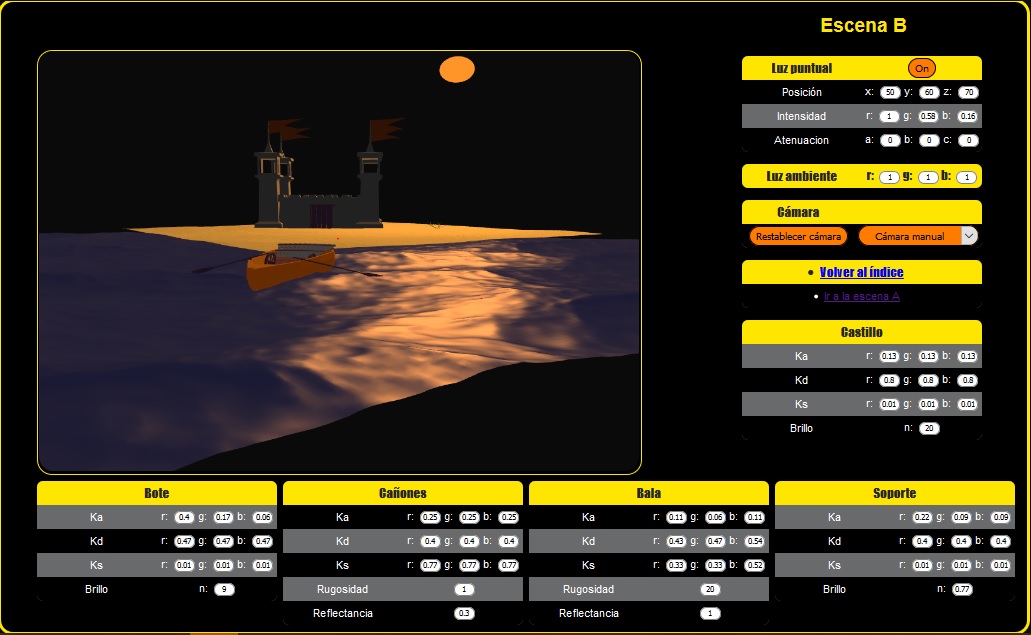 Escena B
Luz puntual On
Posición x: 50 y: 60 z: 70
Intensidad r: 1 g: 0.58 b: 0.16
Atenuacion a: 0 b: 0 c: 0
Luz ambiente r: 1 g: 1 b: 1
Cámara
Restablecer cámara Cámara manual
• Volver al índice
• Ir a la escena A
Castillo
Ka r: 0.13 g: 0.13 b: 0.13
Kd r: 0.8 g: 0.8 b: 0.8
Ks r: 0.01 g: 0.01 b: 0.01
Brillo n: 20
Bote
Ka r: 0.4 g: 0.17 b: 0.06
Kd r: 0.47 g: 0.47 b: 0.47
Ks r: 0.01 g: 0.01 b: 0.01
Brillo n: 9
Cañones
Ka r: 0.25 g: 0.25 b: 0.25
Kd r: 0.4 g: 0.4 b: 0.4
Ks r: 0.77 g: 0.77 b: 0.77
Rugosidad 1
Reflectancia 0.3
Bala
Ka r: 0.11 g: 0.06 b: 0.11
Kd r: 0.43 g: 0.47 b: 0.54
Ks r: 0.33 g: 0.33 b: 0.52
Rugosidad 20
Reflectancia 1
Soporte
Ka r: 0.22 g: 0.09 b: 0.09
Kd r: 0.4 g: 0.4 b: 0.4
Ks r: 0.01 g: 0.01 b: 0.01
Brillo n: 0.77